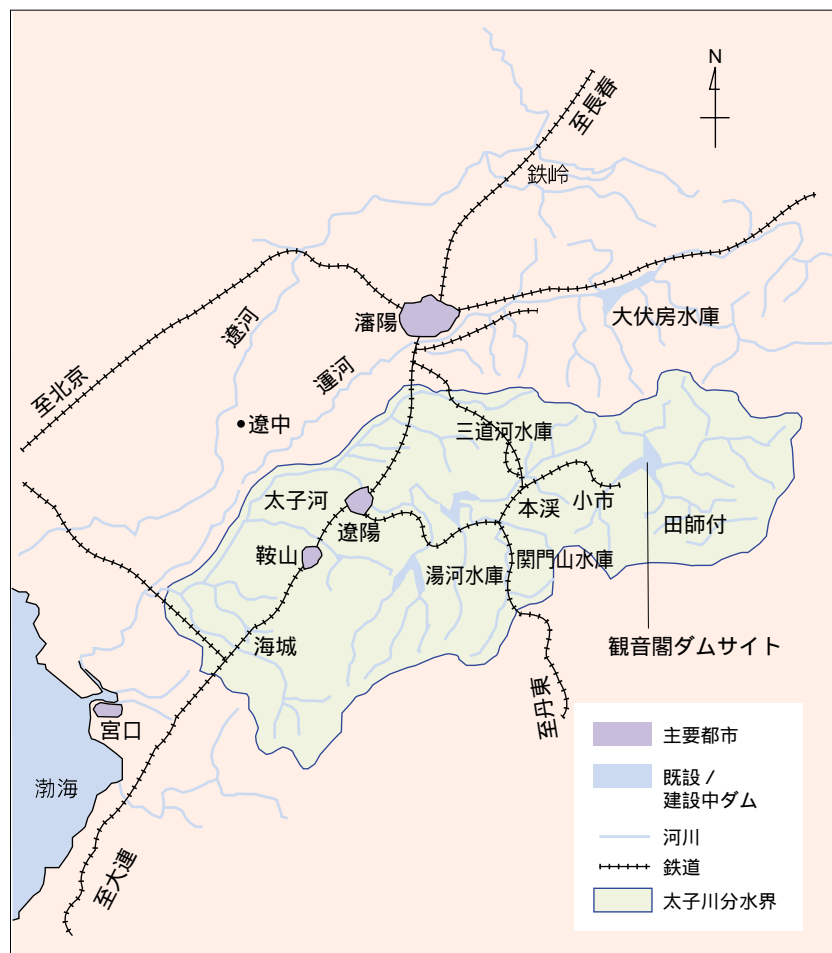 N
至長春
鉄岭
大伏房水庫
瀋陽
遼河
運河
至北京
遼中
三道河水庫
太子河
遼陽
本渓
小市
田師付
鞍山
湯河水庫
関門山水庫
海城
観音閣ダムサイト
至丹東
宮口
渤海
至大連
主要都市
既設 /
建設中ダム
河川
鉄道
太子川分水界